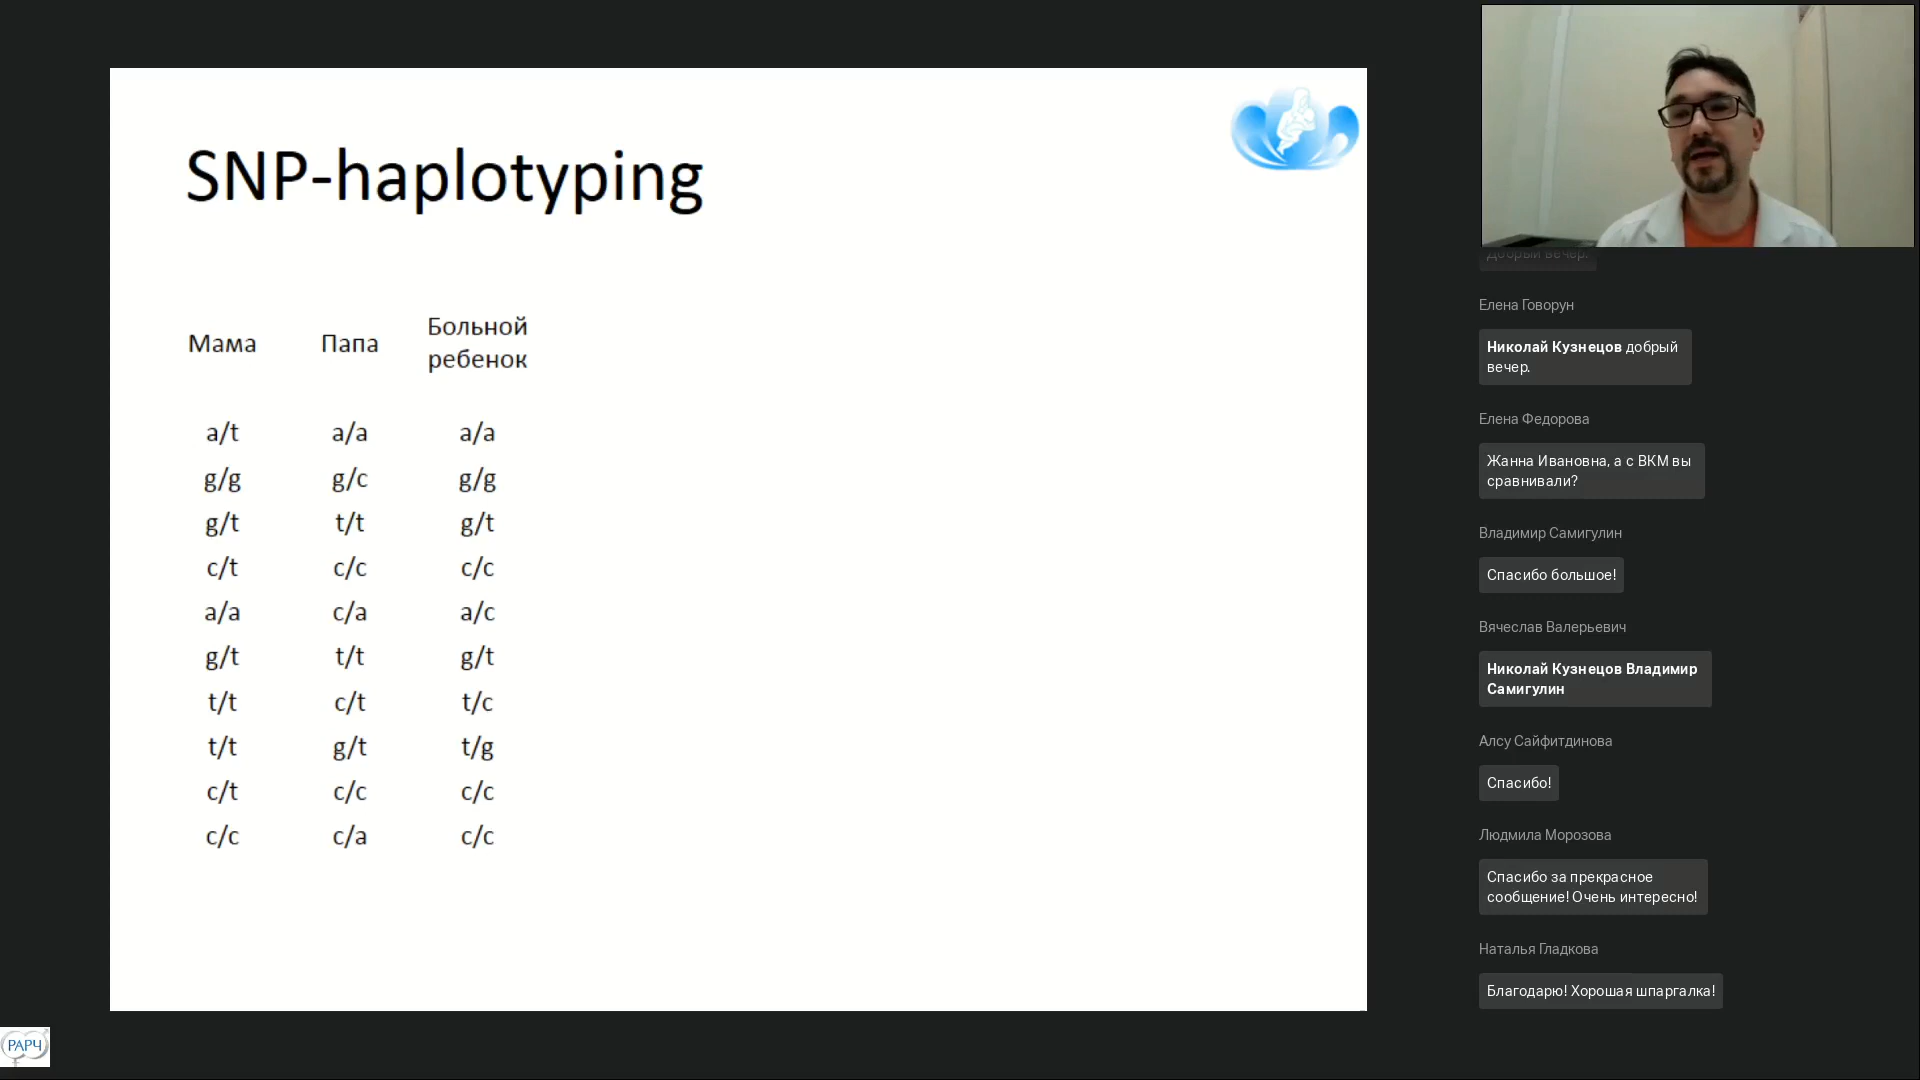 SNP-haplotyping
Мама Папа Больной ребенок
a/t a/a a/a
g/g g/c g/g
g/t t/t g/t
c/t c/c c/c
a/a c/a a/c
g/t t/t g/t
t/t c/t t/c
t/t g/t t/g
c/t c/c c/c
c/c c/a c/c
Добрый вечер.
Елена Говорун
Николай Кузнецов добрый
вечер.
Елена Федорова
Жанна Ивановна, а с ВКМ вы
сравнивали?
Владимир Самигулин
Спасибо большое!
Вячеслав Валерьевич
Николай Кузнецов Владимир
Самигулин
Алсу Сайфитдинова
Спасибо!
Людмила Морозова
Спасибо за прекрасное
сообщение! Очень интересно!
Наталья Гладкова
Благодарю! Хорошая шпаргалка!
РАРЧ